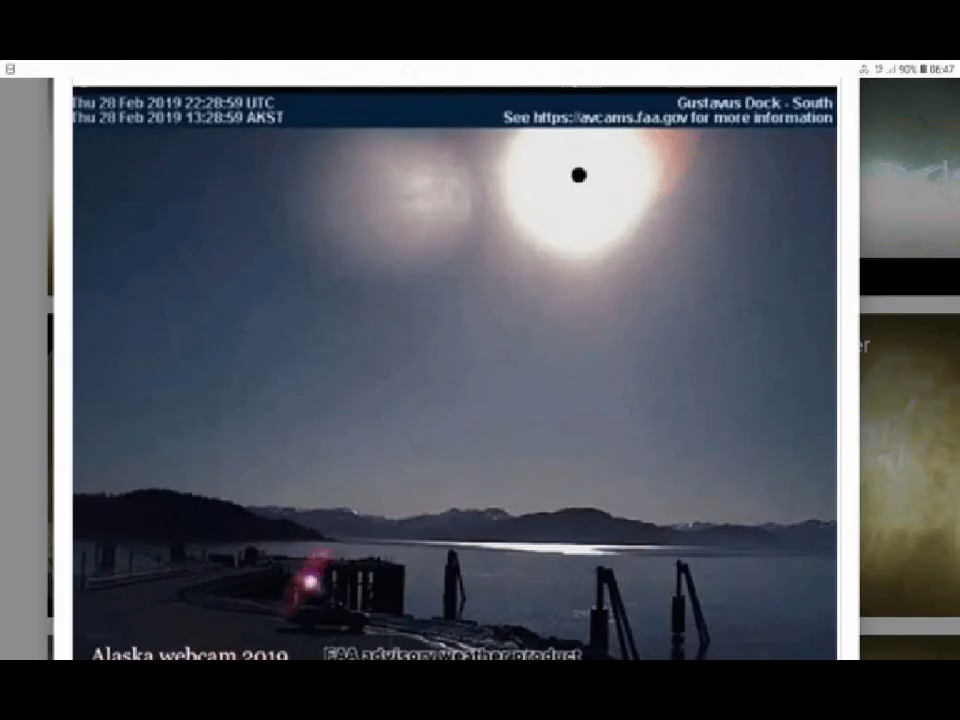 90% 06:47
Thu 28 Feb 2019 22:28:59 UTC
Gustavus Dock - South
Thu 28 Feb 2019 13:28:59 AKST
See https://avcams.faa.gov for more information
er
Alaska webcam 2019
FAA advisory weather product